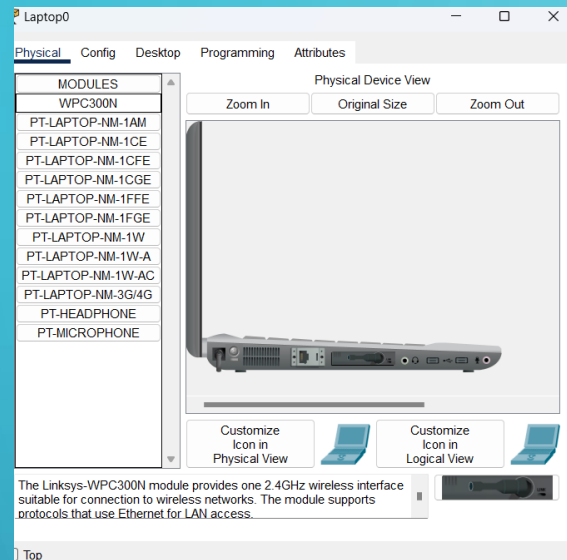 Laptop0
Physical Config Desktop Programming Attributes
MODULES
WPC300N
PT-LAPTOP-NM-1AM
PT-LAPTOP-NM-1CE
PT-LAPTOP-NM-1CFE
PT-LAPTOP-NM-1CGE
PT-LAPTOP-NM-1FFE
PT-LAPTOP-NM-1FGE
PT-LAPTOP-NM-1W
PT-LAPTOP-NM-1W-A
PT-LAPTOP-NM-1W-AC
PT-LAPTOP-NM-3G/4G
PT-HEADPHONE
PT-MICROPHONE
Physical Device View
Zoom In Original Size Zoom Out
Customize
Icon in
Physical View
Customize
Icon in
Logical View
The Linksys-WPC300N module provides one 2.4GHz wireless interface
suitable for connection to wireless networks. The module supports
protocols that use Ethernet for LAN access.
Top